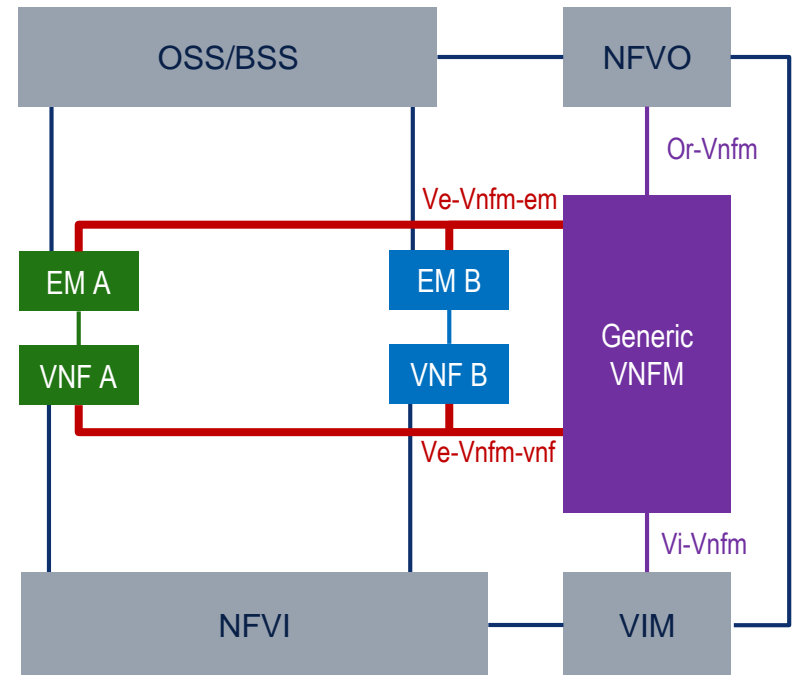 OSS/BSS
NFVO
Or-Vnfm
Ve-Vnfm-em
EM A
EM B
Generic
VNFM
VNF A
VNF B
Ve-Vnfm-vnf
Vi-Vnfm
NFVI
VIM